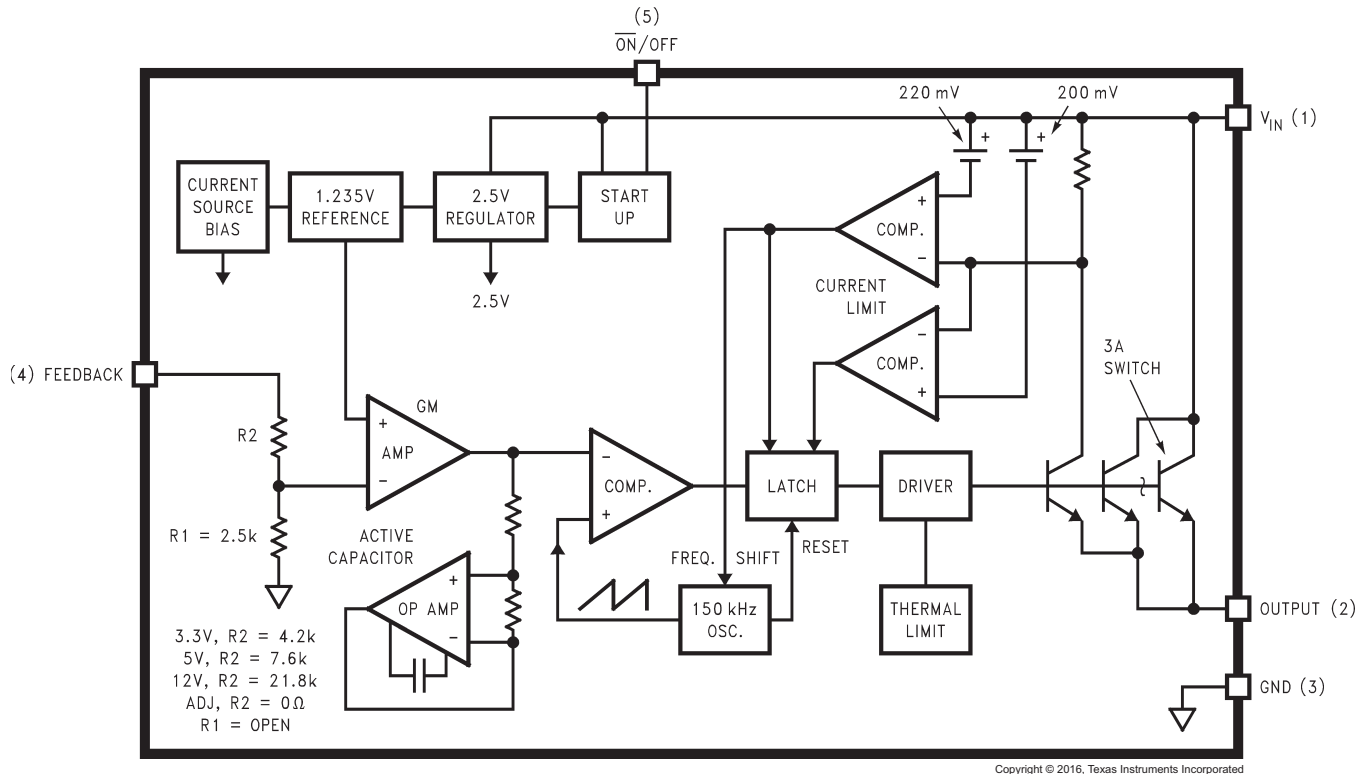 (5)
ON/OFF
220 mV
200 mV
VIN (1)
CURRENT
SOURCE
BIAS
1.235V
REFERENCE
2.5V
REGULATOR
START
UP
+
+
+
COMP.
-
2.5V
CURRENT
LIMIT
-
COMP.
+
3A
SWITCH
(4) FEEDBACK
R2
GM
+
AMP
-
-
COMP.
+
LATCH
DRIVER
R1 = 2.5k
ACTIVE
CAPACITOR
FREQ. SHIFT
RESET
+
OP AMP
-
150 kHz
OSC.
THERMAL
LIMIT
OUTPUT (2)
3.3V, R2 = 4.2k
5V, R2 = 7.6k
12V, R2 = 21.8k
ADJ, R2 = 0Ω
R1 = OPEN
GND (3)
Copyright © 2016, Texas Instruments Incorporated